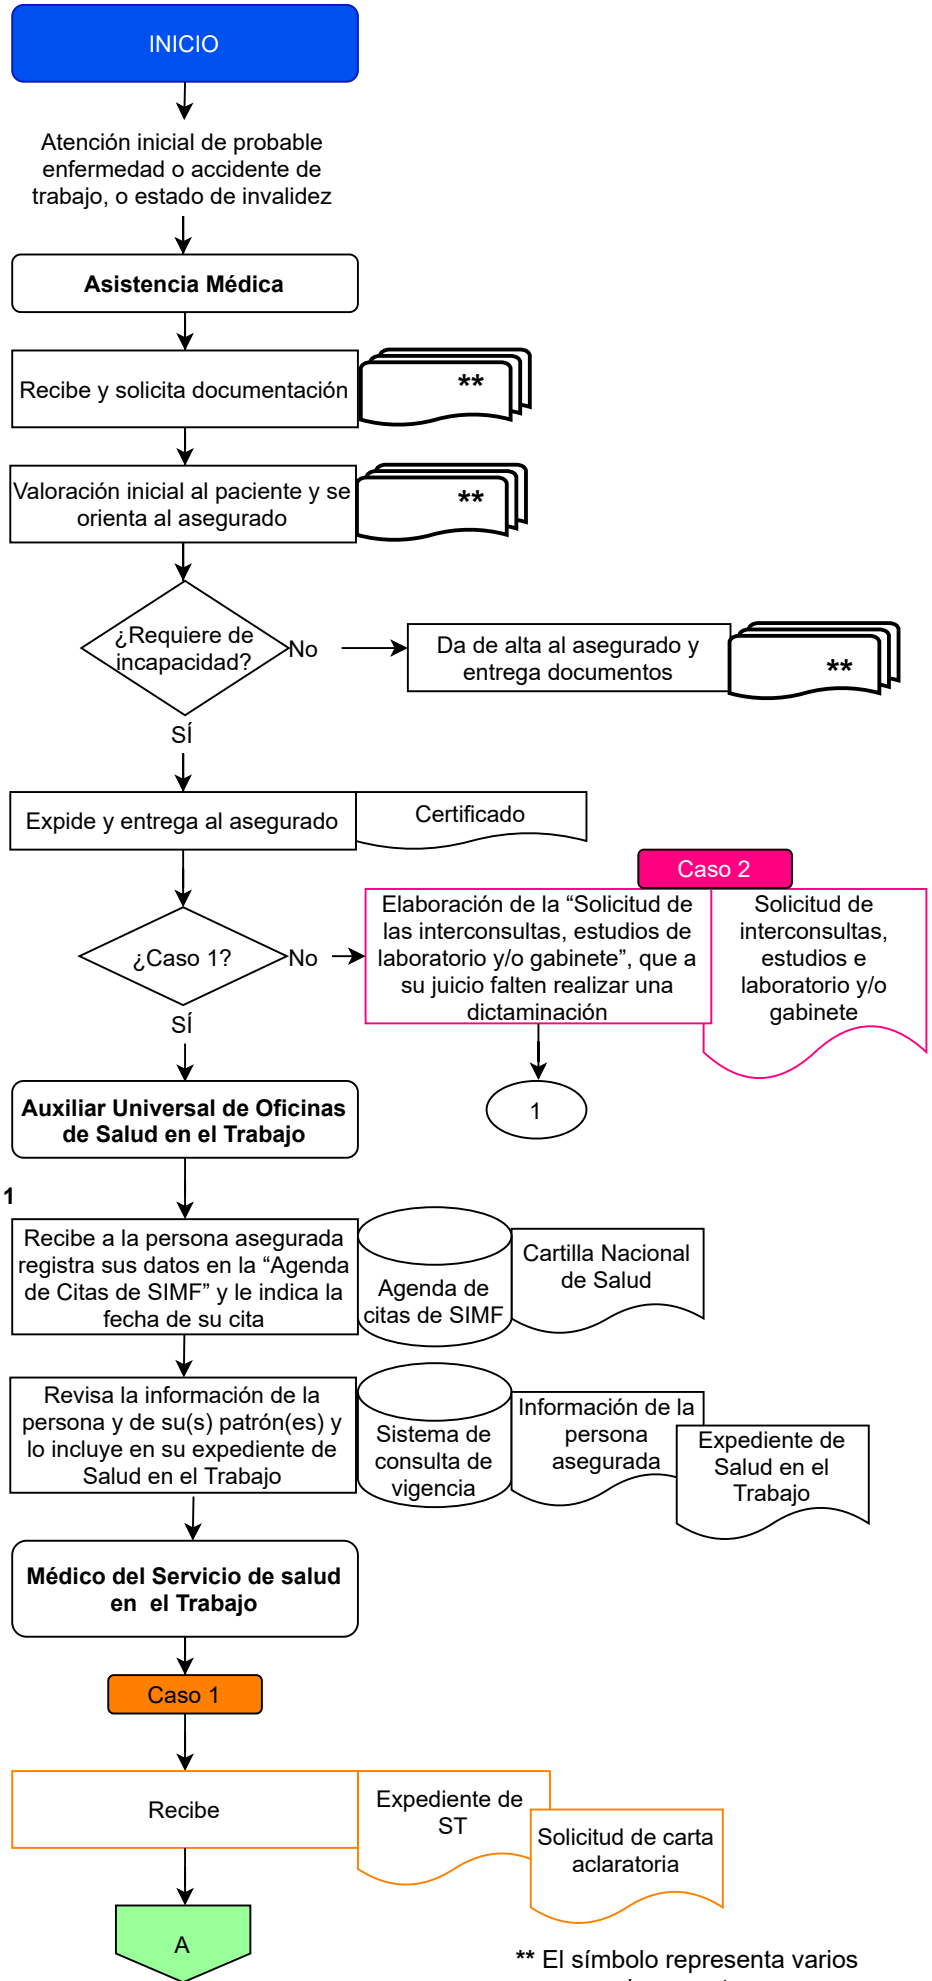 INICIO
Atención inicial de probable
enfermedad o accidente de
trabajo, o estado de invalidez
Asistencia Médica
Recibe y solicita documentación
**
Valoración inicial al paciente y se
orienta al asegurado
**
¿Requiere de
incapacidad?
No
Da de alta al asegurado y
entrega documentos
**
SÍ
Expide y entrega al asegurado
Certificado
Caso 2
¿Caso 1?
No
Elaboración de la “Solicitud de
las interconsultas, estudios de
laboratorio y/o gabinete”, que a
su juicio falten realizar una
dictaminación
Solicitud de
interconsultas,
estudios e
laboratorio y/o
gabinete
SÍ
1
Auxiliar Universal de Oficinas
de Salud en el Trabajo
1
Recibe a la persona asegurada
registra sus datos en la “Agenda
de Citas de SIMF” y le indica la
fecha de su cita
Agenda de
citas de SIMF
Cartilla Nacional
de Salud
Revisa la información de la
persona y de su(s) patrón(es) y
lo incluye en su expediente de
Salud en el Trabajo
Sistema de
consulta de
vigencia
Información de la
persona
asegurada
Expediente de
Salud en el
Trabajo
Médico del Servicio de salud
en el Trabajo
Caso 1
Recibe
Expediente de
ST
Solicitud de carta
aclaratoria
A
** El símbolo representa varios